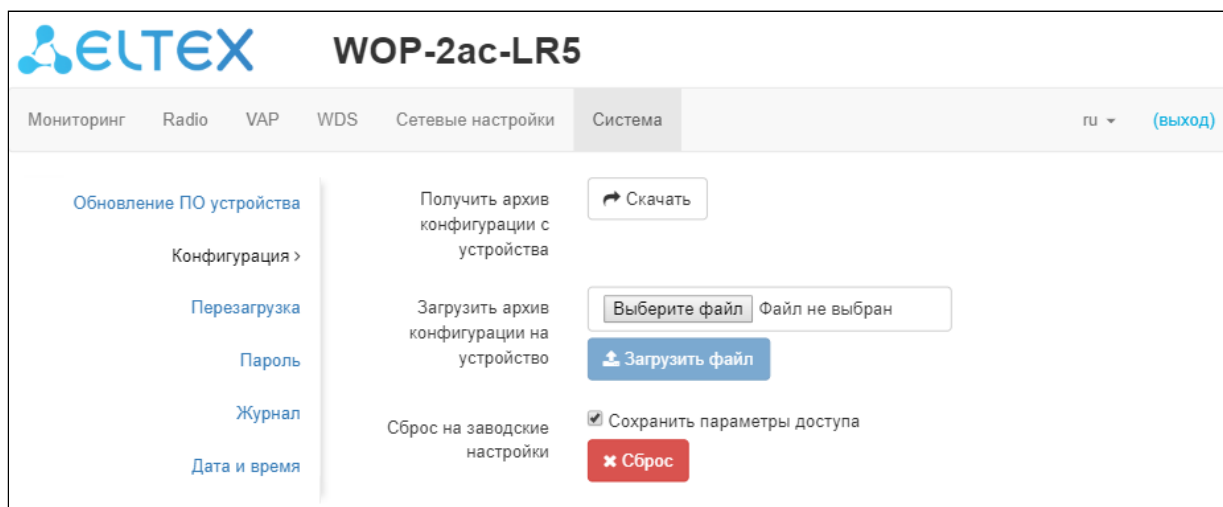 ELTEX
WOP-2ac-LR5
Мониторинг Radio VAP WDS Сетевые настройки Система ru (выход)
Обновление ПО устройства
Конфигурация >
Перезагрузка
Пароль
Журнал
Дата и время
Получить архив
конфигурации с
устройства
Скачать
Загрузить архив
конфигурации на
устройство
Выберите файл Файл не выбран
Загрузить файл
Сброс на заводские
настройки
Сохранить параметры доступа
Сброс